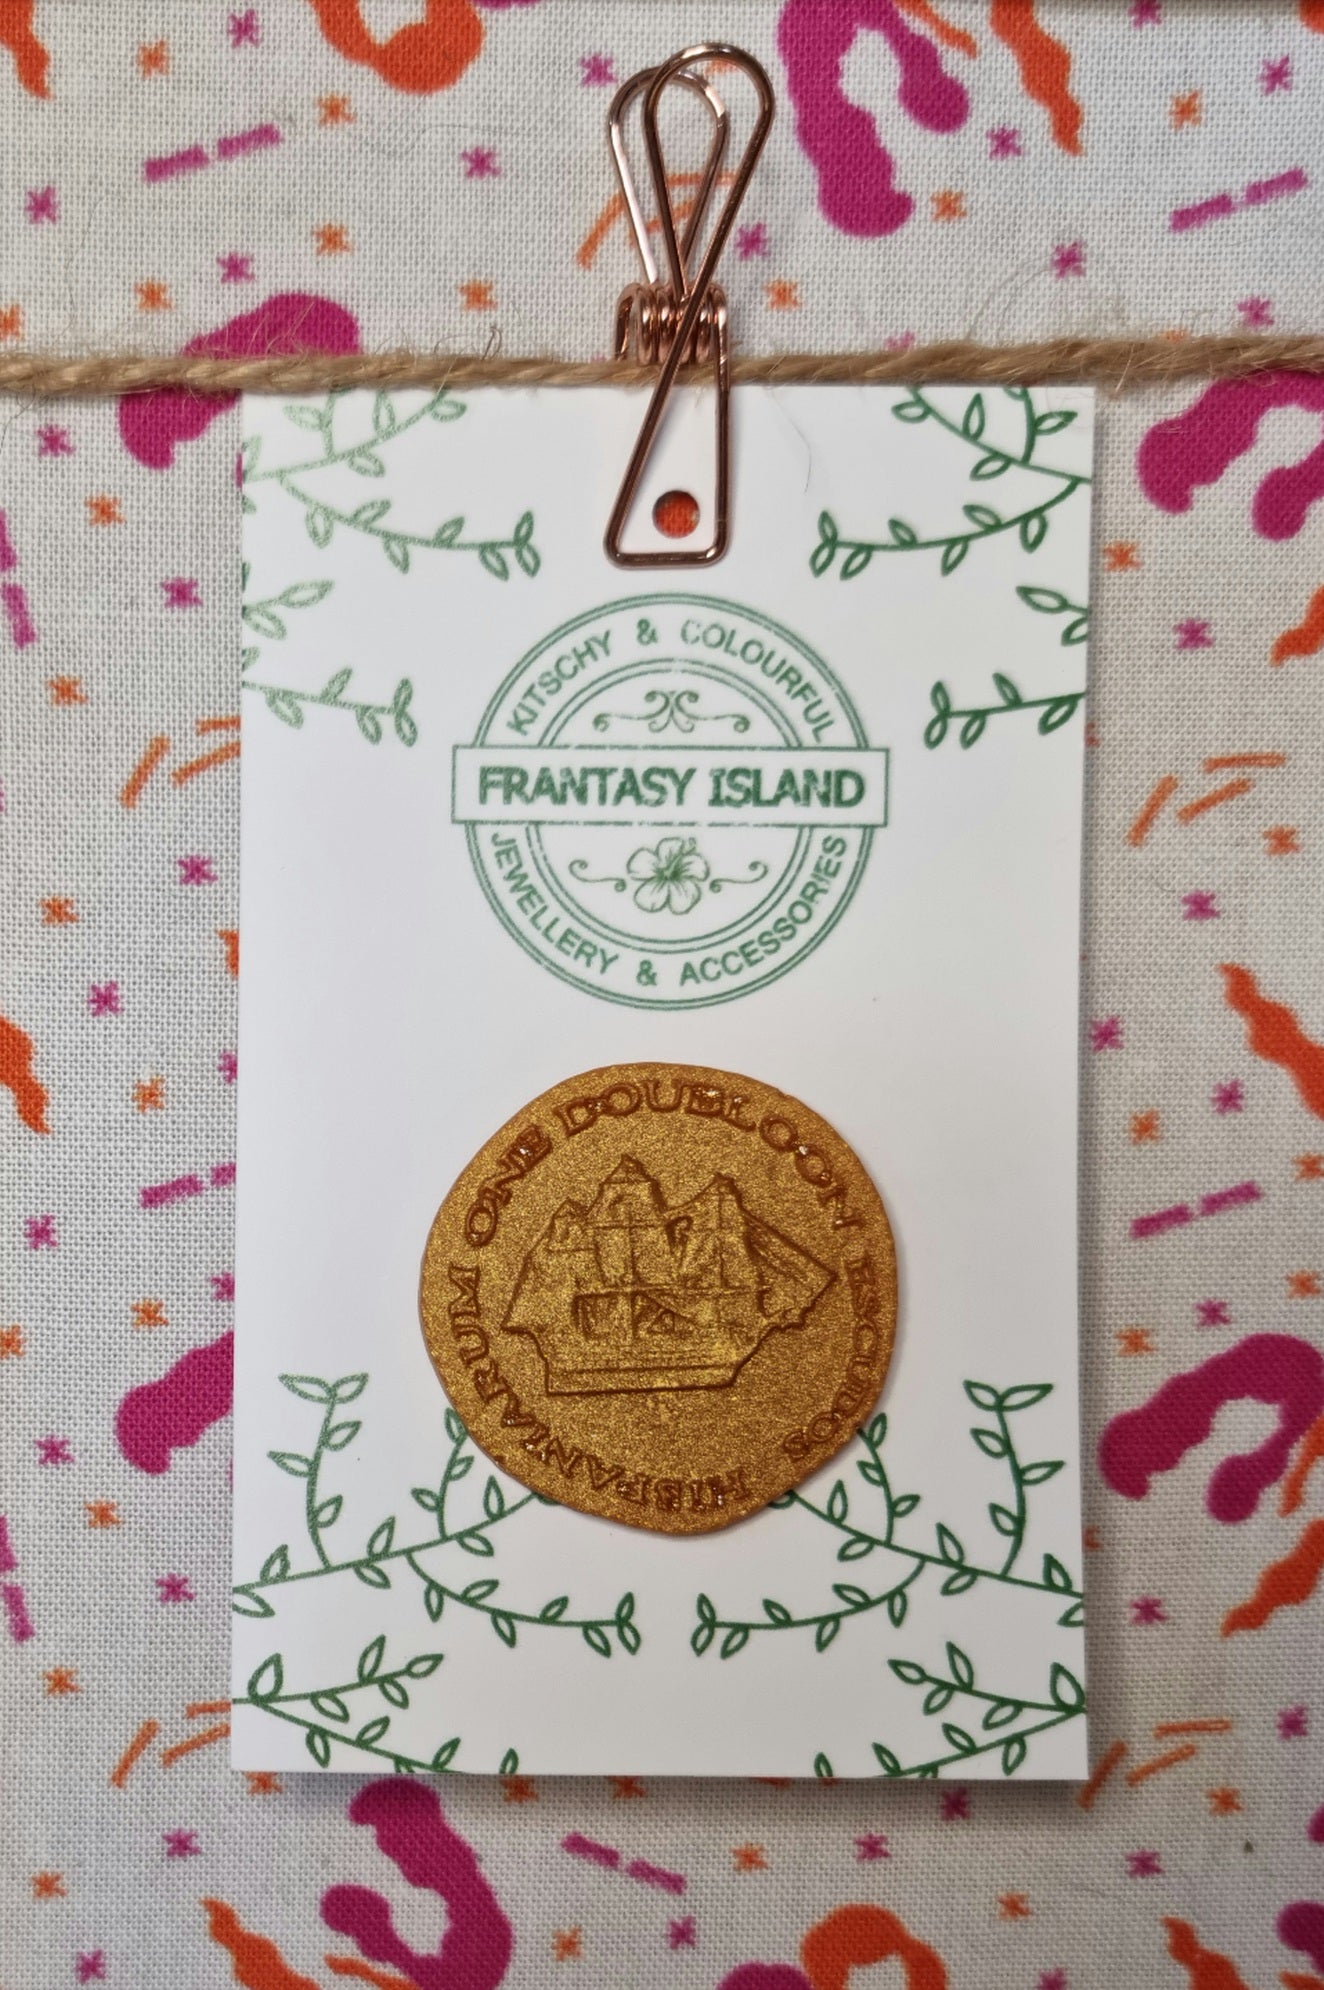 KITSCHY & COLOURFUL
FRANTASY ISLAND
JEWELLERY & ACCESSORIES
ONE DOUBLOON ESCUDOS HISPANIARUM